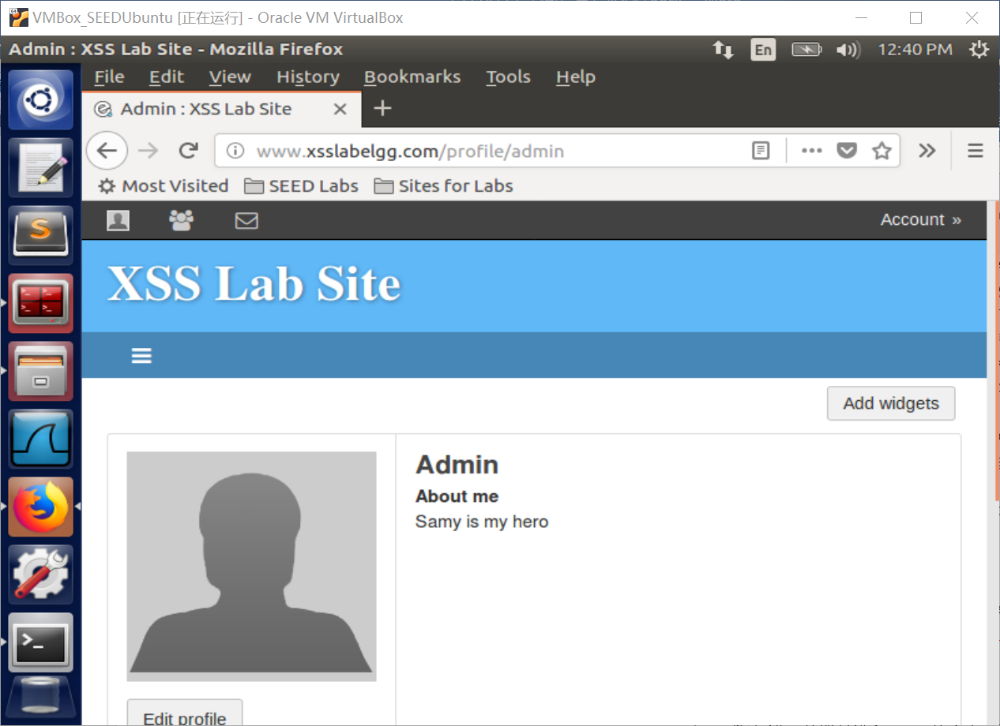 VMBox_SEEDUbuntu [正在运行] - Oracle VM VirtualBox
Admin : XSS Lab Site - Mozilla Firefox En 12:40 PM
File Edit View History Bookmarks Tools Help
Admin : XSS Lab Site
www.xsslabelgg.com/profile/admin
Most Visited SEED Labs Sites for Labs
Account »
XSS Lab Site
Add widgets
Admin
About me
Samy is my hero
Edit profile